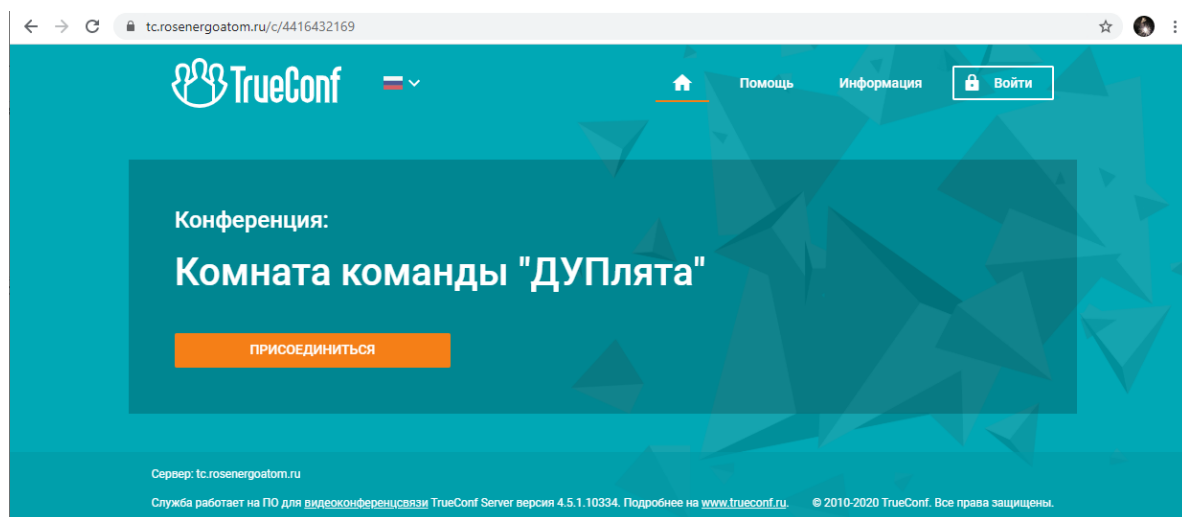 tc.rosenergoatom.ru/c/4416432169
TrueConf
Помощь
Информация
Войти
Конференция:
Комната команды "ДУПлята"
ПРИСОЕДИНИТЬСЯ
Сервер: tc.rosenergoatom.ru
Служба работает на ПО для видеоконференцсвязи TrueConf Server версия 4.5.1.10334. Подробнее на www.trueconf.ru. © 2010-2020 TrueConf. Все права защищены.